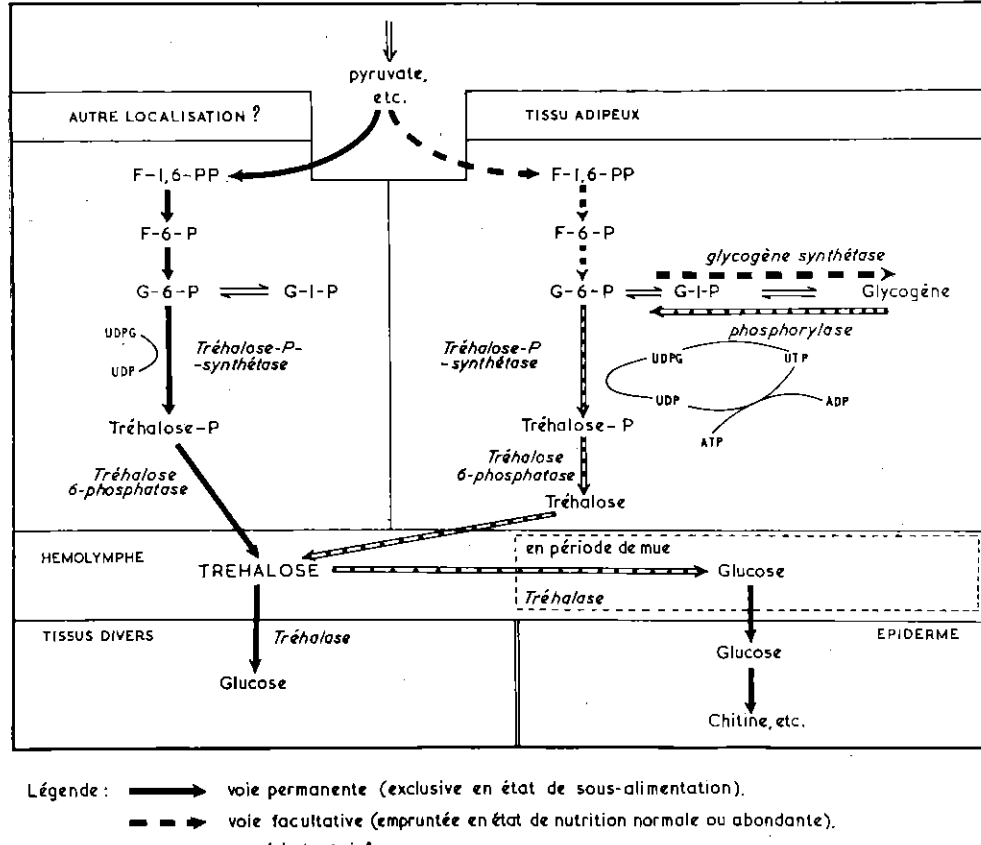 pyruvate,
etc.
AUTRE LOCALISATION ?
TISSU ADIPEUX
F-1,6-PP
F-6-P
G-6-P
G-1-P
UDPG
UDP
Tréhalose-P-
-synthétase
Tréhalose-P
Tréhalose
6-phosphatase
F-1,6-PP
F-6-P
glycogène synthétase
G-6-P
G-1-P
Glycogène
phosphorylase
Tréhalose-P
-synthétase
UDPG
UTP
UDP
ADP
ATP
Tréhalose-P
Tréhalose
6-phosphatase
Tréhalose
HEMOLYMPHE
TREHALOSE
en période de mue
Glucose
Tréhalase
TISSUS DIVERS
Tréhalase
Glucose
EPIDERME
Glucose
Chitine, etc.
Légende :
voie permanente (exclusive en état de sous-alimentation).
voie facultative (empruntée en état de nutrition normale ou abondante).